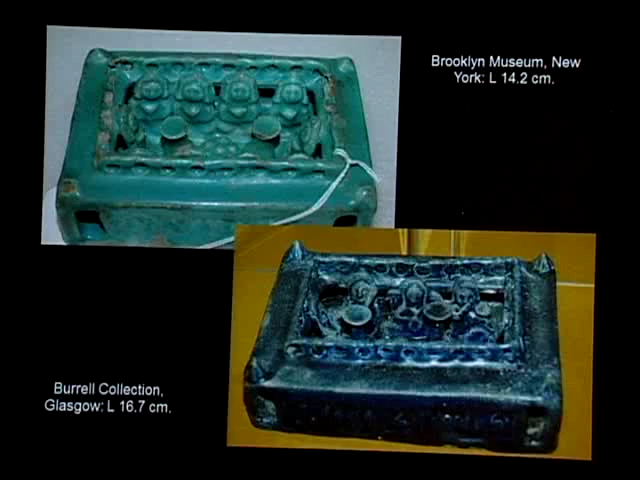 Brooklyn Museum, New
York: L 14.2 cm.
Burrell Collection,
Glasgow: L 16.7 cm.